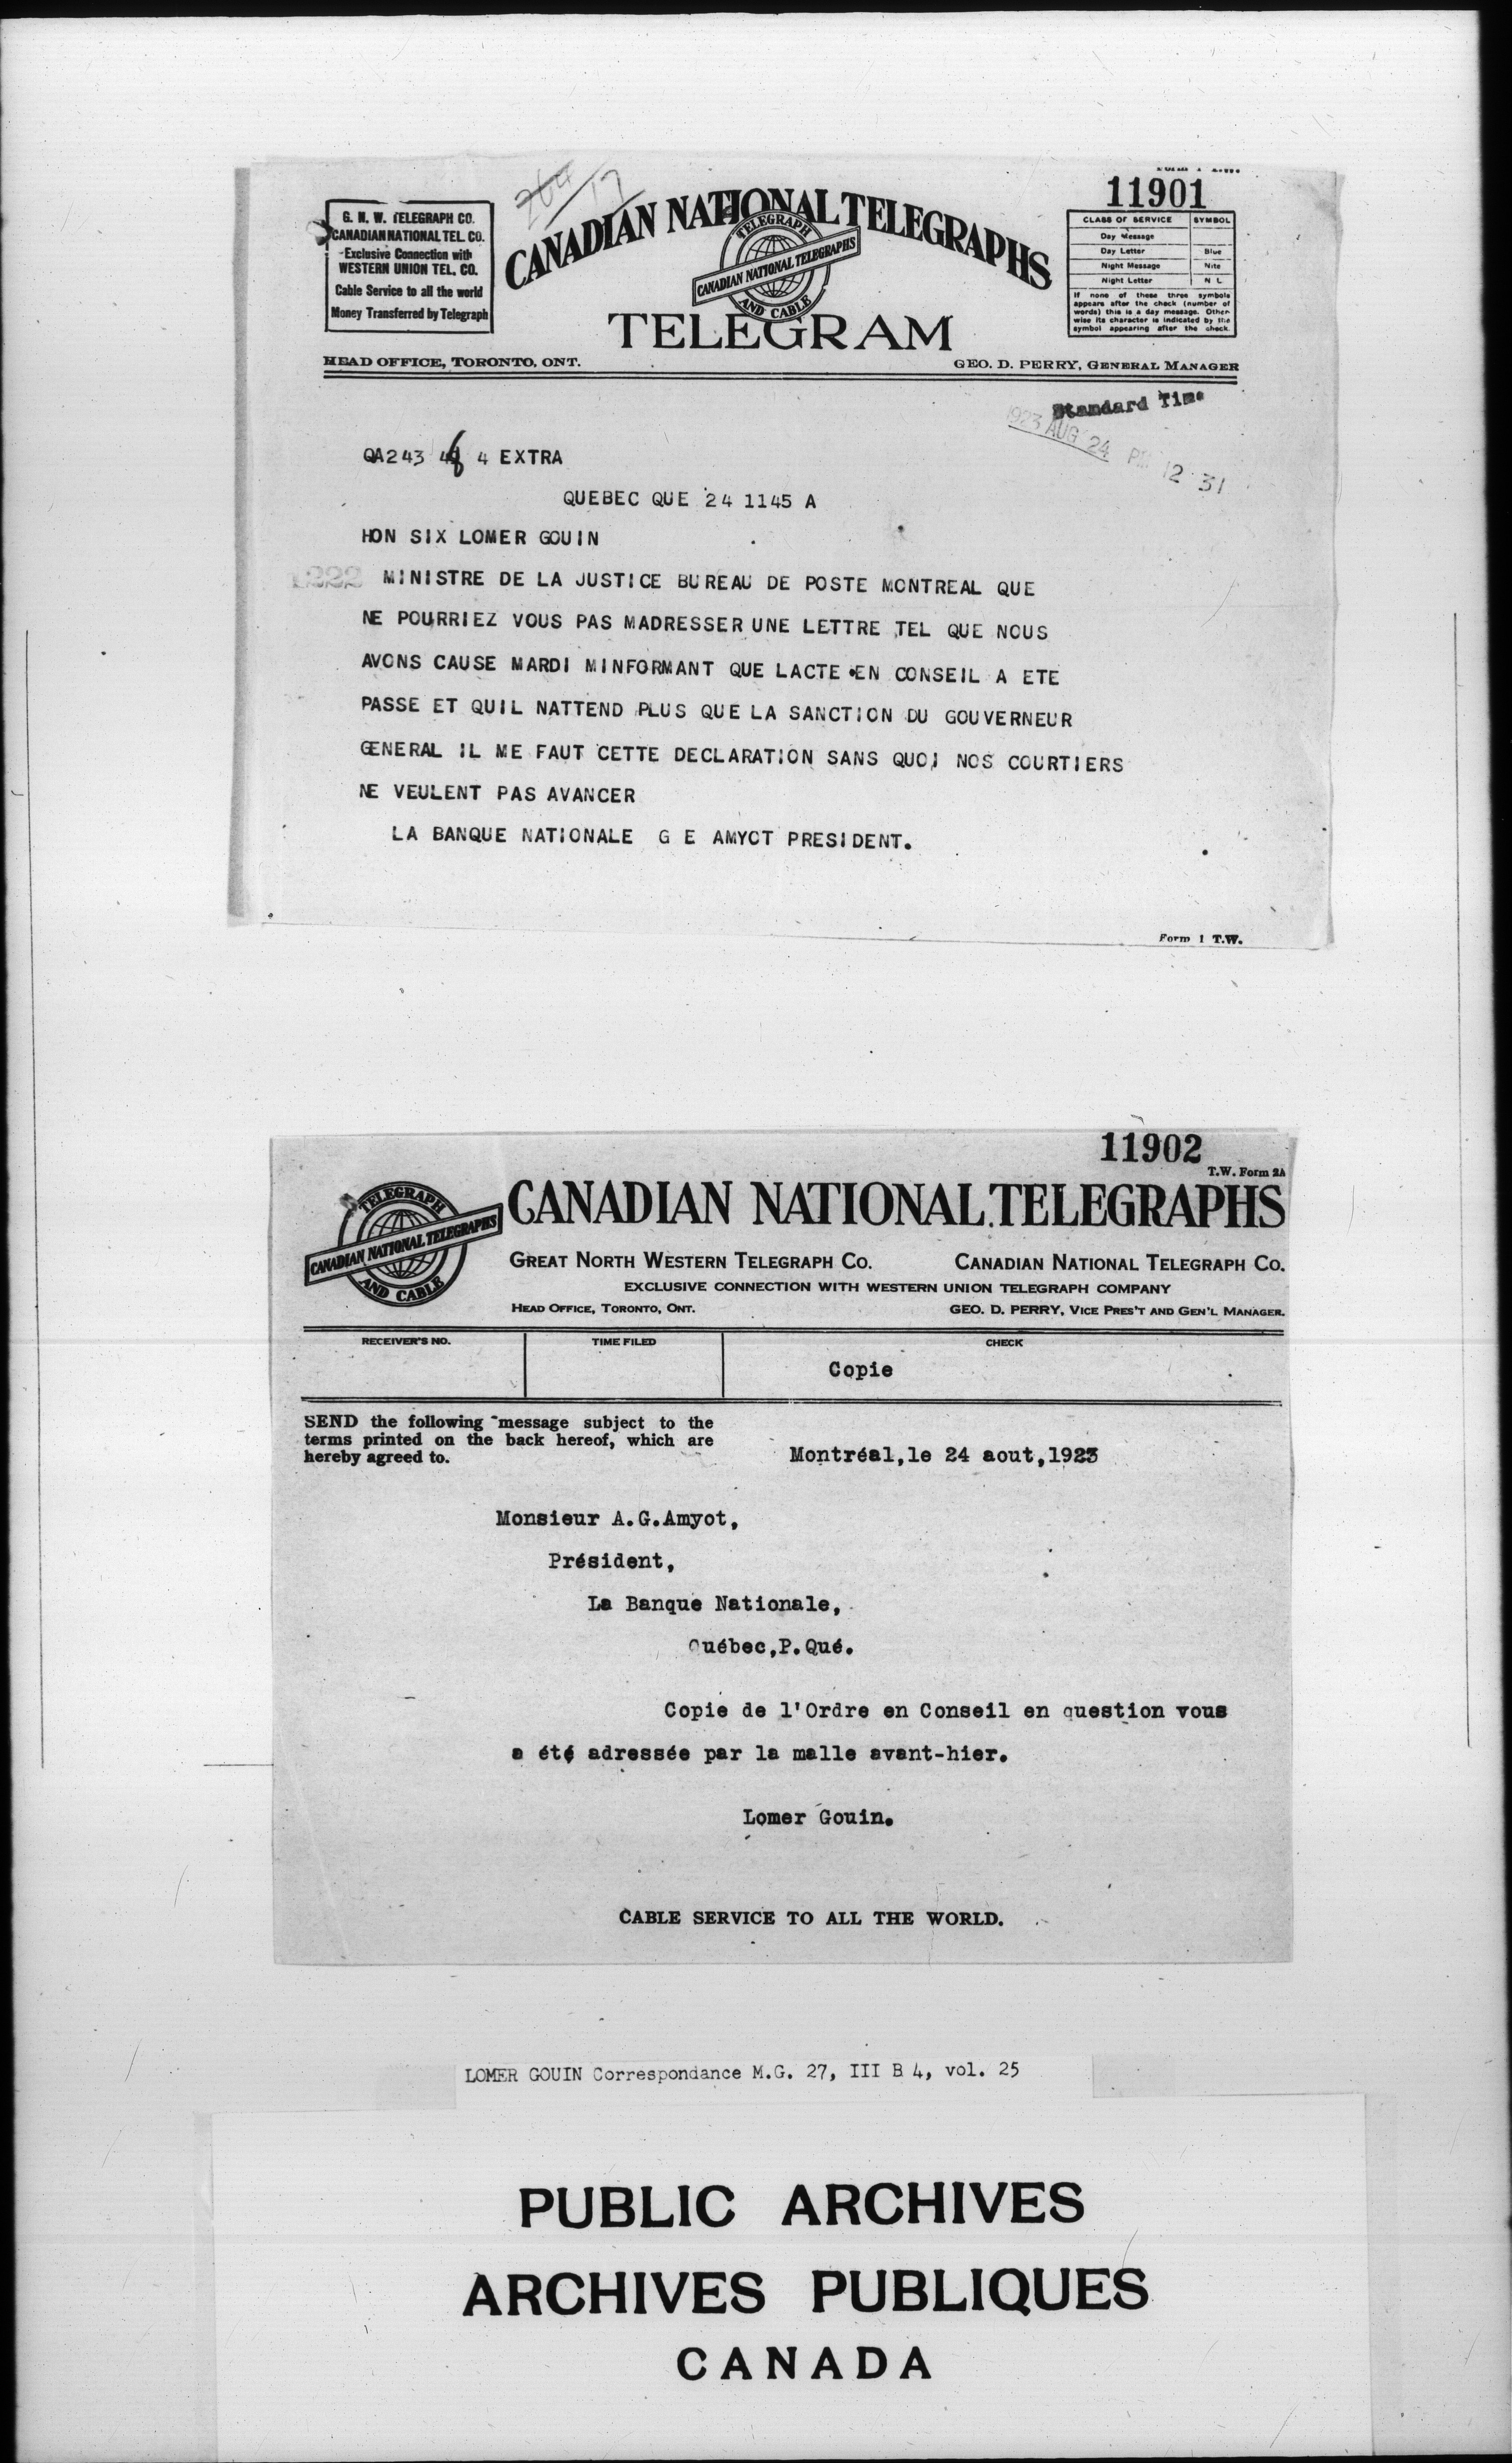 264
17
11901
G. N. W. TELEGRAPH CO.
CANADIAN NATIONAL TEL. CO.
Exclusive Connection with
WESTERN UNION TEL. CO.
Cable Service to all the world
Money Transferred by Telegraph
CANADIAN NATIONAL TELEGRAPHS
TELEGRAPH
CANADIAN NATIONAL TELEGRAPHS
AND CABLE
TELEGRAM
CLASS OF SERVICE SYMBOL
Day Message
Day Letter Blue
Night Message Nite
Night Letter N L
If none of these three symbols
appears after the check (number of
words) this is a day message. Other-
wise its character is indicated by the
symbol appearing after the check.
HEAD OFFICE, TORONTO, ONT.
GEO. D. PERRY, GENERAL MANAGER
Standard Time
1923 AUG 24 PM 12 31
QA243 4 EXTRA
QUEBEC QUE 24 1145 A
HON SIX LOMER GOUIN
MINISTRE DE LA JUSTICE BUREAU DE POSTE MONTREAL QUE
NE POURRIEZ VOUS PAS MADRESSER UNE LETTRE TEL QUE NOUS
AVONS CAUSE MARDI MINFORMANT QUE LACTE EN CONSEIL A ETE
PASSE ET QUIL NATTEND PLUS QUE LA SANCTION DU GOUVERNEUR
GENERAL IL ME FAUT CETTE DECLARATION SANS QUOI NOS COURTIERS
NE VEULENT PAS AVANCER
LA BANQUE NATIONALE G E AMYOT PRESIDENT.
Form 1 T.W.
11902
T.W. Form 2A
TELEGRAPH
CANADIAN NATIONAL TELEGRAPHS
AND CABLE
CANADIAN NATIONAL TELEGRAPHS
GREAT NORTH WESTERN TELEGRAPH CO. CANADIAN NATIONAL TELEGRAPH CO.
EXCLUSIVE CONNECTION WITH WESTERN UNION TELEGRAPH COMPANY
HEAD OFFICE, TORONTO, ONT. GEO. D. PERRY, VICE PRES'T AND GEN'L MANAGER.
RECEIVER'S NO. TIME FILED CHECK
Copie
SEND the following message subject to the
terms printed on the back hereof, which are
hereby agreed to.
Montréal,le 24 aout,1923
Monsieur A.G.Amyot,
Président,
La Banque Nationale,
Québec,P.Qué.
Copie de l'Ordre en Conseil en question vous
a été adressée par la malle avant-hier.
Lomer Gouin.
CABLE SERVICE TO ALL THE WORLD.
LOMER GOUIN Correspondance M.G. 27, III B 4, vol. 25
PUBLIC ARCHIVES
ARCHIVES PUBLIQUES
CANADA